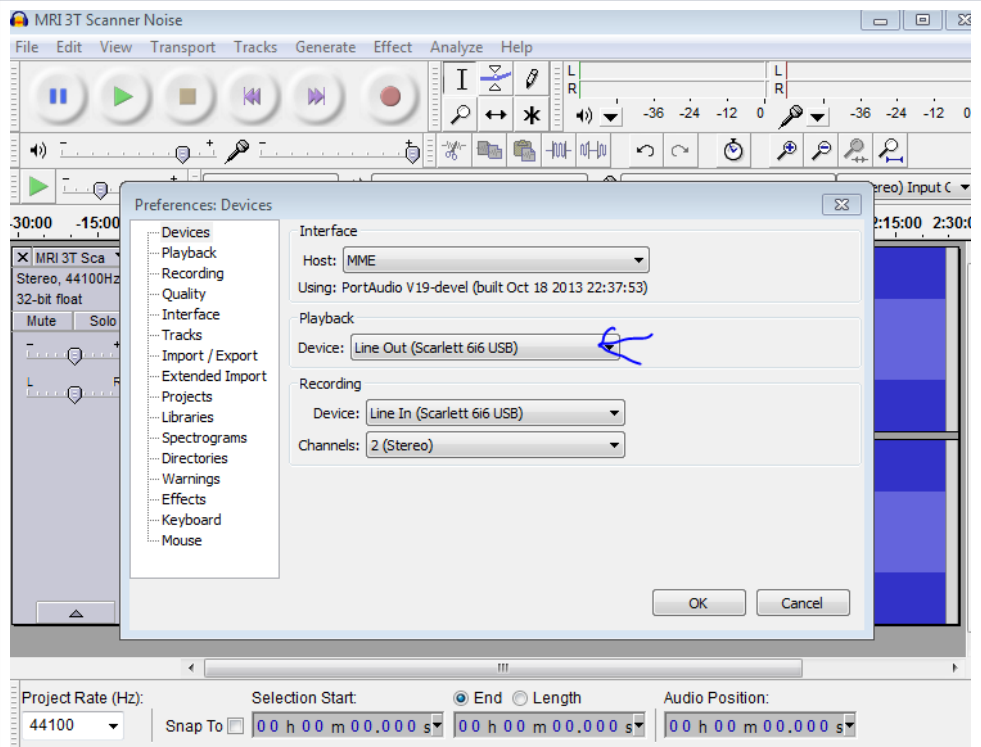 MRI 3T Scanner Noise
File Edit View Transport Tracks Generate Effect Analyze Help
L
R
L
R
-36 -24 -12 0
-36 -24 -12 0
ereo) Input C
-30:00 -15:00
2:15:00 2:30:0
Preferences: Devices
MRI 3T Sca
Stereo, 44100Hz
32-bit float
Mute Solo
- +
L R
Devices
Playback
Recording
Quality
Interface
Tracks
Import / Export
Extended Import
Projects
Libraries
Spectrograms
Directories
Warnings
Effects
Keyboard
Mouse
Interface
Host: MME
Using: PortAudio V19-devel (built Oct 18 2013 22:37:53)
Playback
Device: Line Out (Scarlett 6i6 USB)
Recording
Device: Line In (Scarlett 6i6 USB)
Channels: 2 (Stereo)
OK Cancel
Project Rate (Hz): Selection Start: End Length Audio Position:
44100 Snap To 00 h 00 m 00.000 s 00 h 00 m 00.000 s 00 h 00 m 00.000 s